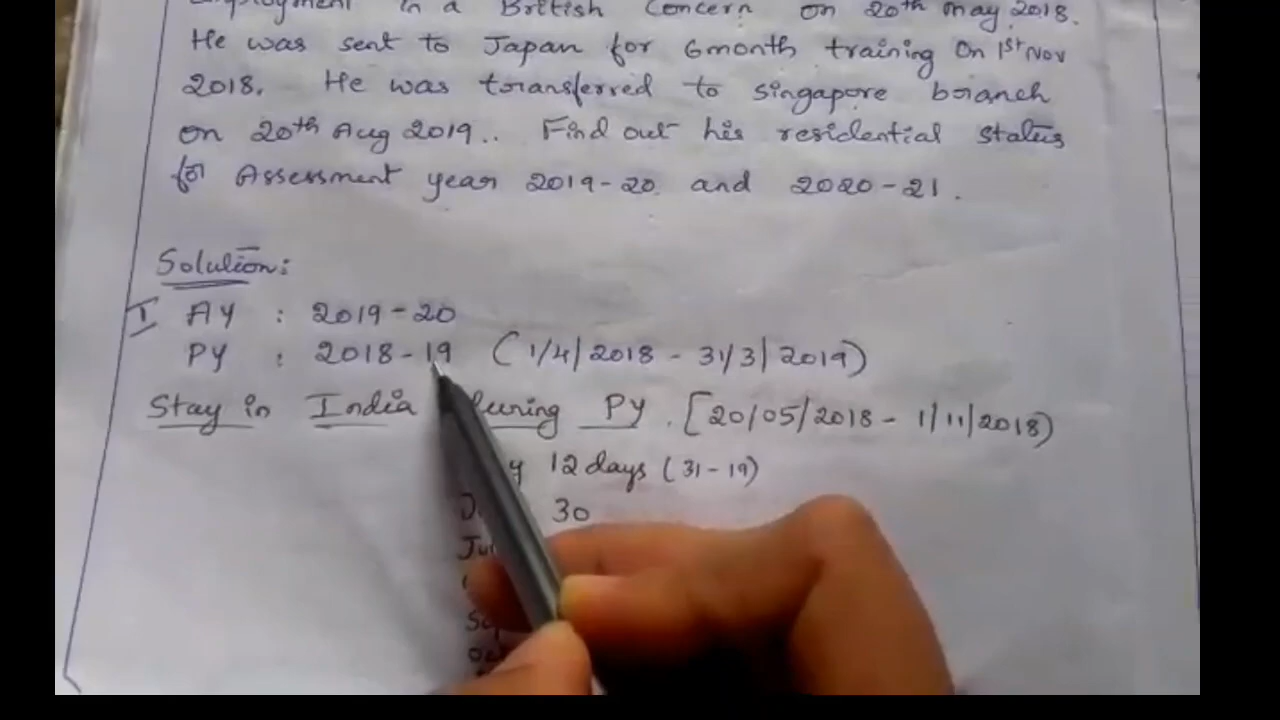 Employment in a British Concern on 20th May 2018.
He was sent to Japan for 6month training On 1st Nov
2018. He was transferred to Singapore branch
on 20th Aug 2019.. Find out his residential status
for Assessment year 2019-20 and 2020-21.
Solution:
I AY : 2019-20
PY : 2018-19 (1/4/2018 - 31/3/2019)
Stay in India during PY. [20/05/2018 - 1/11/2018)
12 days (31-19)
30